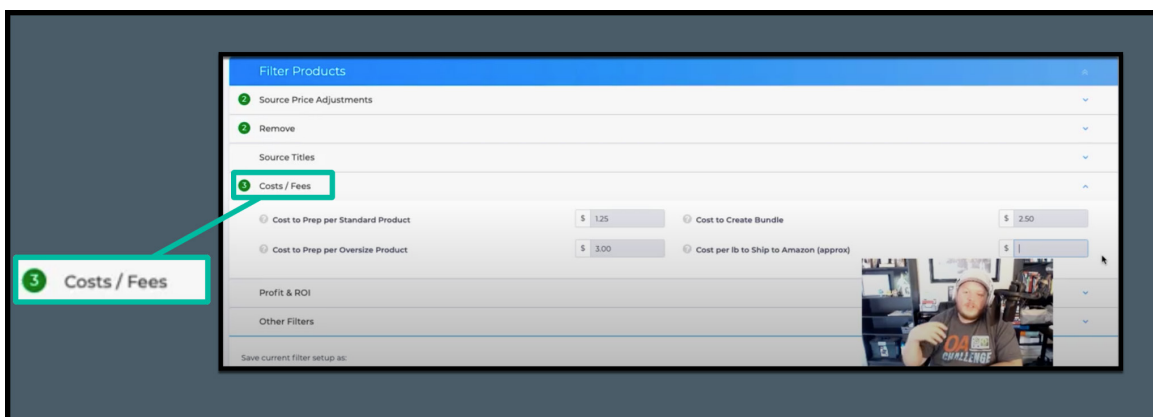 Filter Products
2 Source Price Adjustments
2 Remove
Source Titles
3 Costs / Fees
Cost to Prep per Standard Product $ 1.25 Cost to Create Bundle $ 2.50
Cost to Prep per Oversize Product $ 3.00 Cost per lb to Ship to Amazon (approx) $
3 Costs / Fees
Profit & ROI
Other Filters
Save current filter setup as:
OA
CHALLENGE